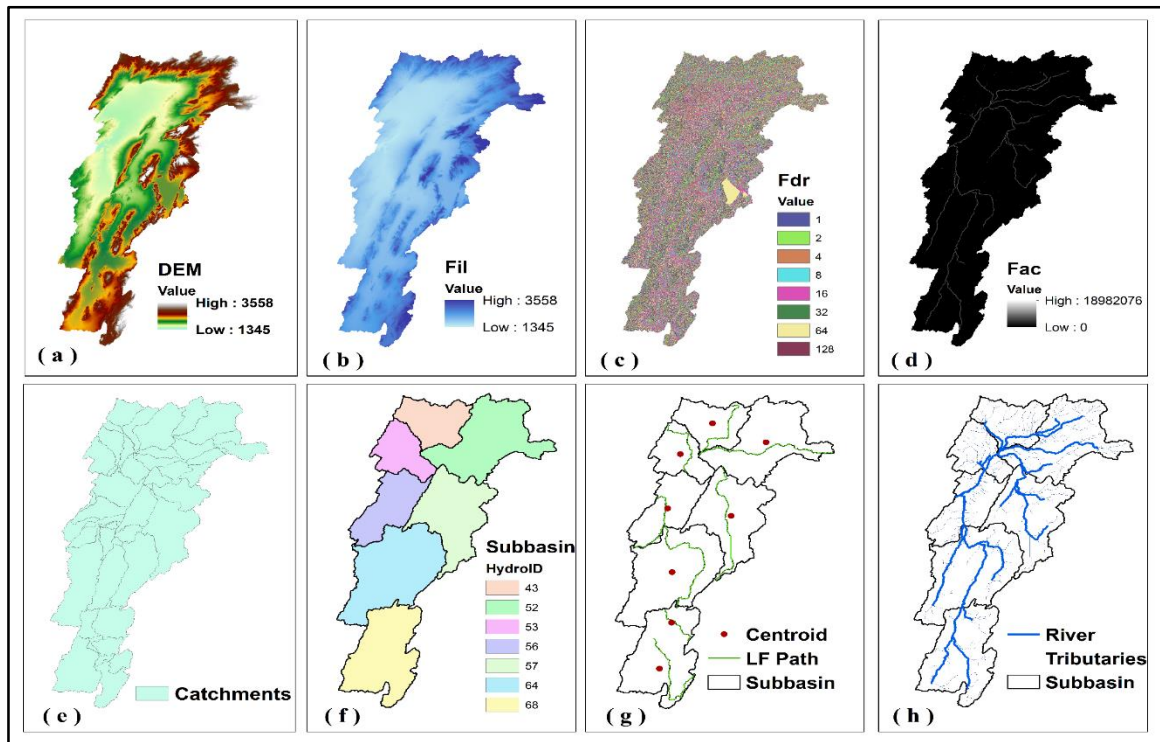 DEM
Value
High : 3558
Low : 1345
( a )
Fil
Value
High : 3558
Low : 1345
( b )
Fdr
Value
1
2
4
8
16
32
64
128
( c )
Fac
Value
High : 18982076
Low : 0
( d )
Catchments
( e )
Subbasin
HydroID
43
52
53
56
57
64
68
( f )
Centroid
LF Path
Subbasin
( g )
River
Tributaries
Subbasin
( h )